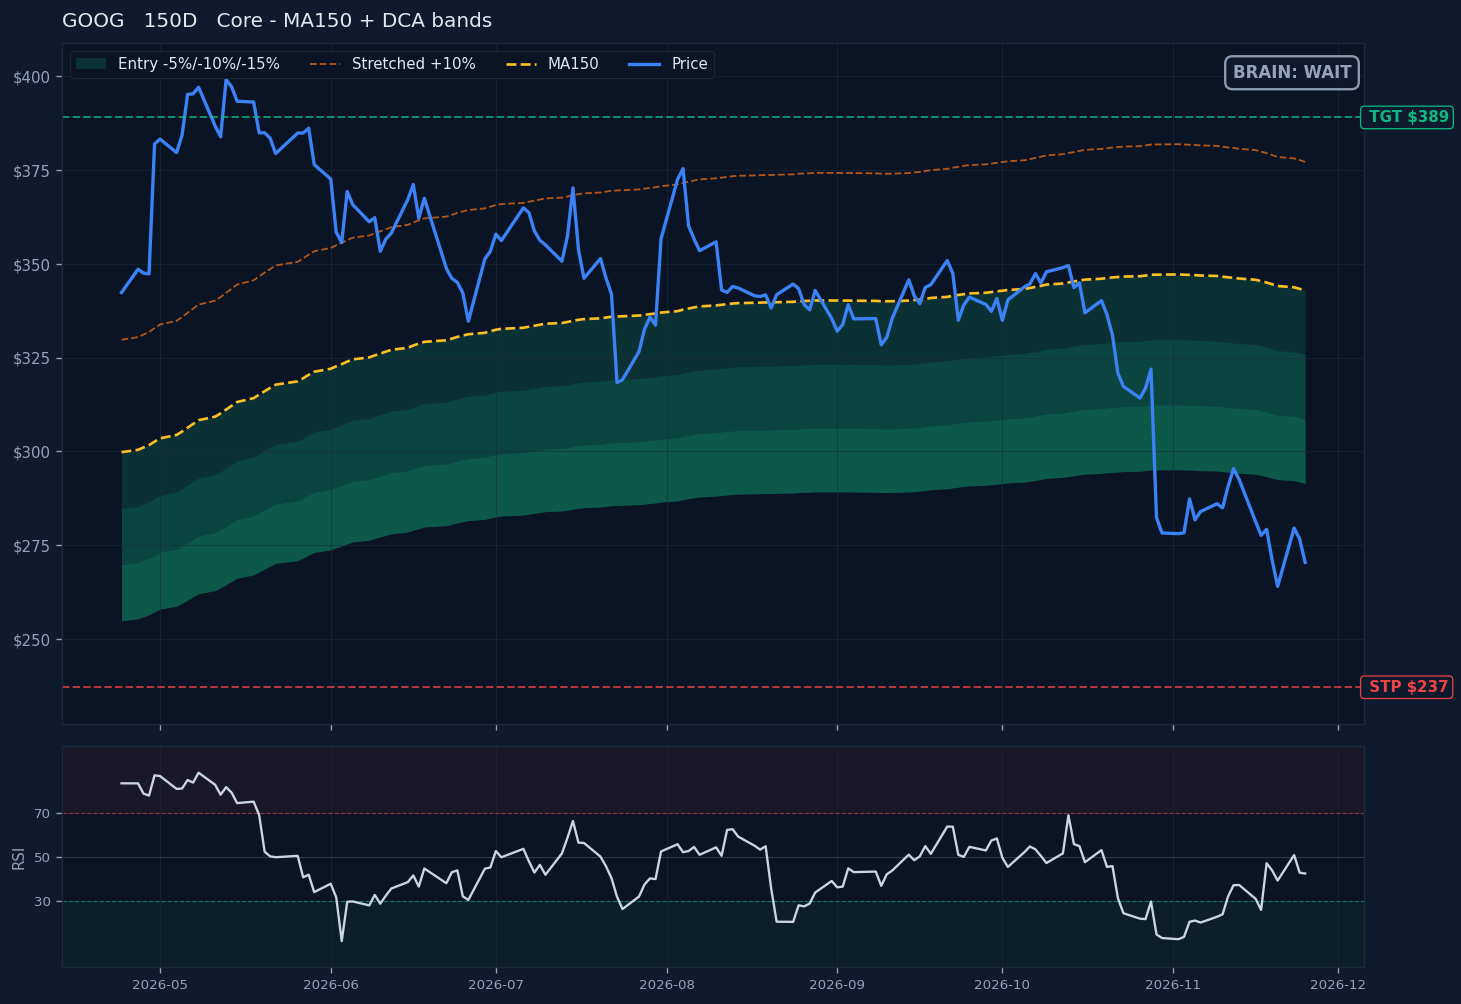 GOOG   150D   Core - MA150 + DCA bands
Entry -5%/-10%/-15%
Stretched +10%
MA150
Price
BRAIN: WAIT
$400
TGT $389
$375
$350
$325
$300
$275
$250
STP $237
RSI
70
50
30
2026-05
2026-06
2026-07
2026-08
2026-09
2026-10
2026-11
2026-12